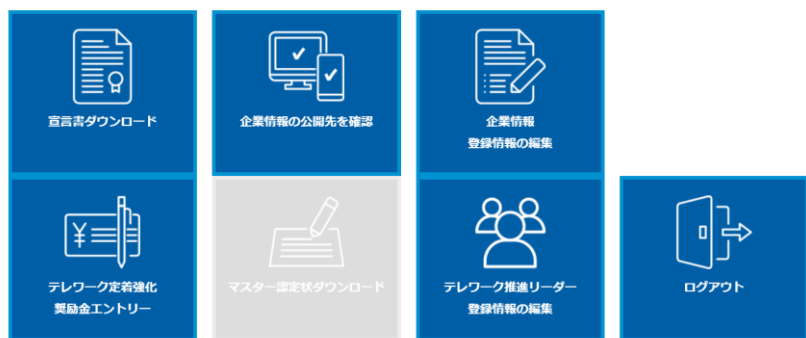 宣言書ダウンロード
企業情報の公開先を確認
企業情報
登録情報の編集
¥
テレワーク定着強化
奨励金エントリー
マスター認定状ダウンロード
テレワーク推進リーダー
登録情報の編集
ログアウト